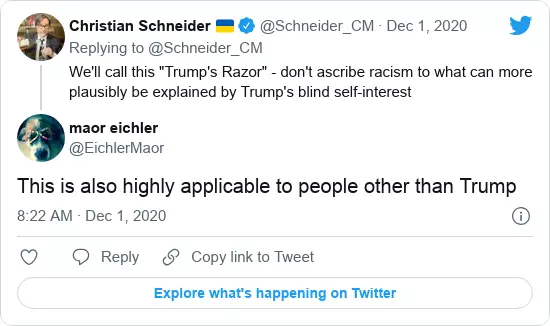 Christian Schneider 🇺🇦 @Schneider_CM · Dec 1, 2020
Replying to @Schneider_CM
We'll call this "Trump's Razor" - don't ascribe racism to what can more
plausibly be explained by Trump's blind self-interest
maor eichler
@EichlerMaor
This is also highly applicable to people other than Trump
8:22 AM · Dec 1, 2020
Reply Copy link to Tweet
Explore what's happening on Twitter